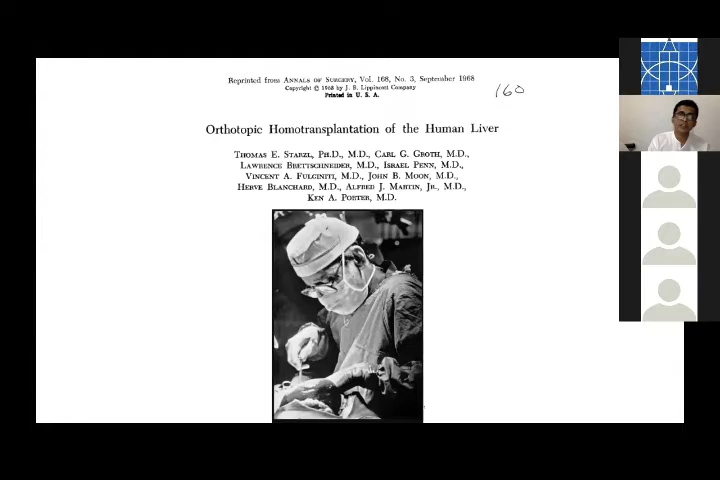 Reprinted from ANNALS OF SURGERY, Vol. 168, No. 3, September 1968
Copyright © 1968 by J. B. Lippincott Company
Printed in U. S. A.
160
Orthotopic Homotransplantation of the Human Liver
THOMAS E. STARZL, PH.D., M.D., CARL G. GROTH, M.D.,
LAWRENCE BRETTSCHNEIDER, M.D., ISRAEL PENN, M.D.,
VINCENT A. FULGINITI, M.D., JOHN B. MOON, M.D.,
HERVE BLANCHARD, M.D., ALFRED J. MARTIN, JR., M.D.,
KEN A. PORTER, M.D.